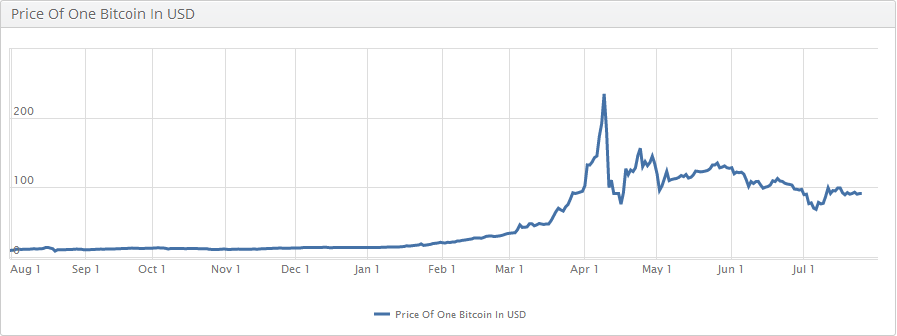 Price Of One Bitcoin In USD
200
100
0
Aug 1 Sep 1 Oct 1 Nov 1 Dec 1 Jan 1 Feb 1 Mar 1 Apr 1 May 1 Jun 1 Jul 1
Price Of One Bitcoin In USD